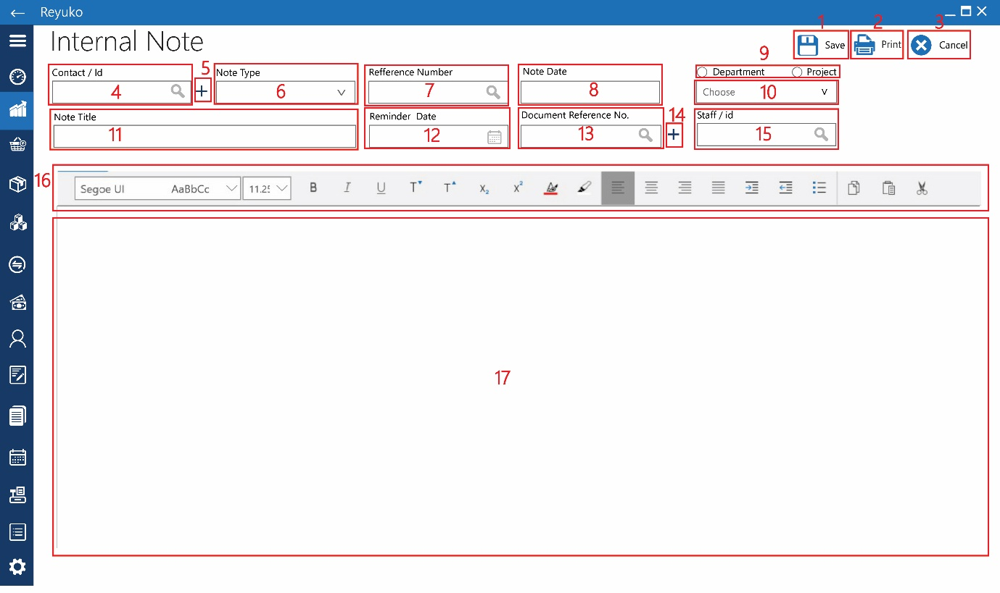 Reyuko
Internal Note
1 2 3
Save Print Cancel
9
5
Contact / Id Note Type Refference Number Note Date Department Project
4 6 7 8 Choose 10
14
Note Title Reminder Date Document Reference No. Staff / id
11 12 13 15
16
Segoe UI AaBbCc 11.25 B I U T T X2 X2
17